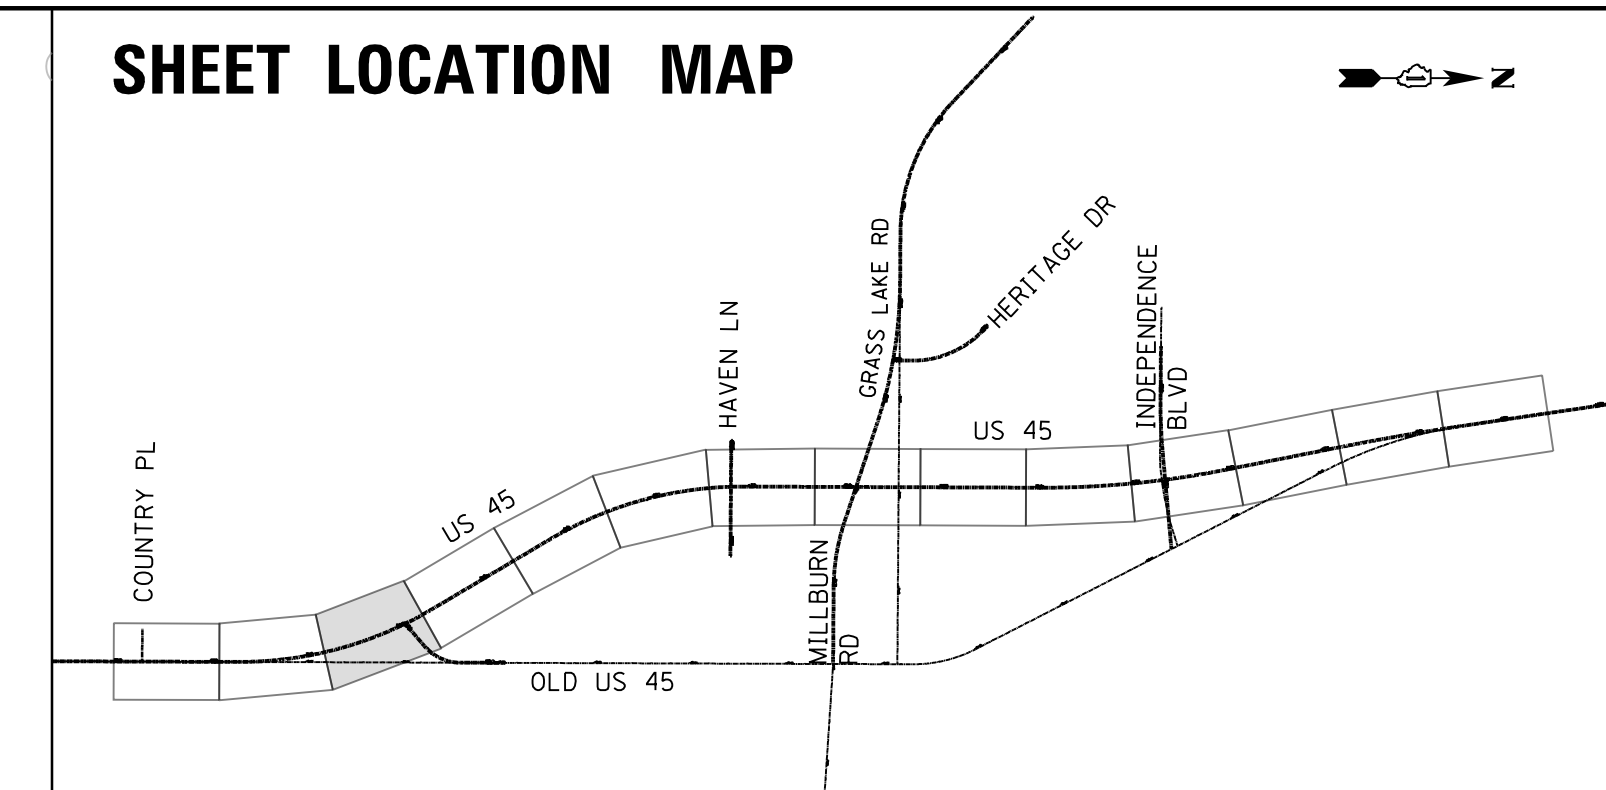 SHEET LOCATION MAP
N
HERITAGE DR
GRASS LAKE RD
INDEPENDENCE
BLVD
HAVEN LN
US 45
COUNTRY PL
US 45
MILLBURN
RD
OLD US 45